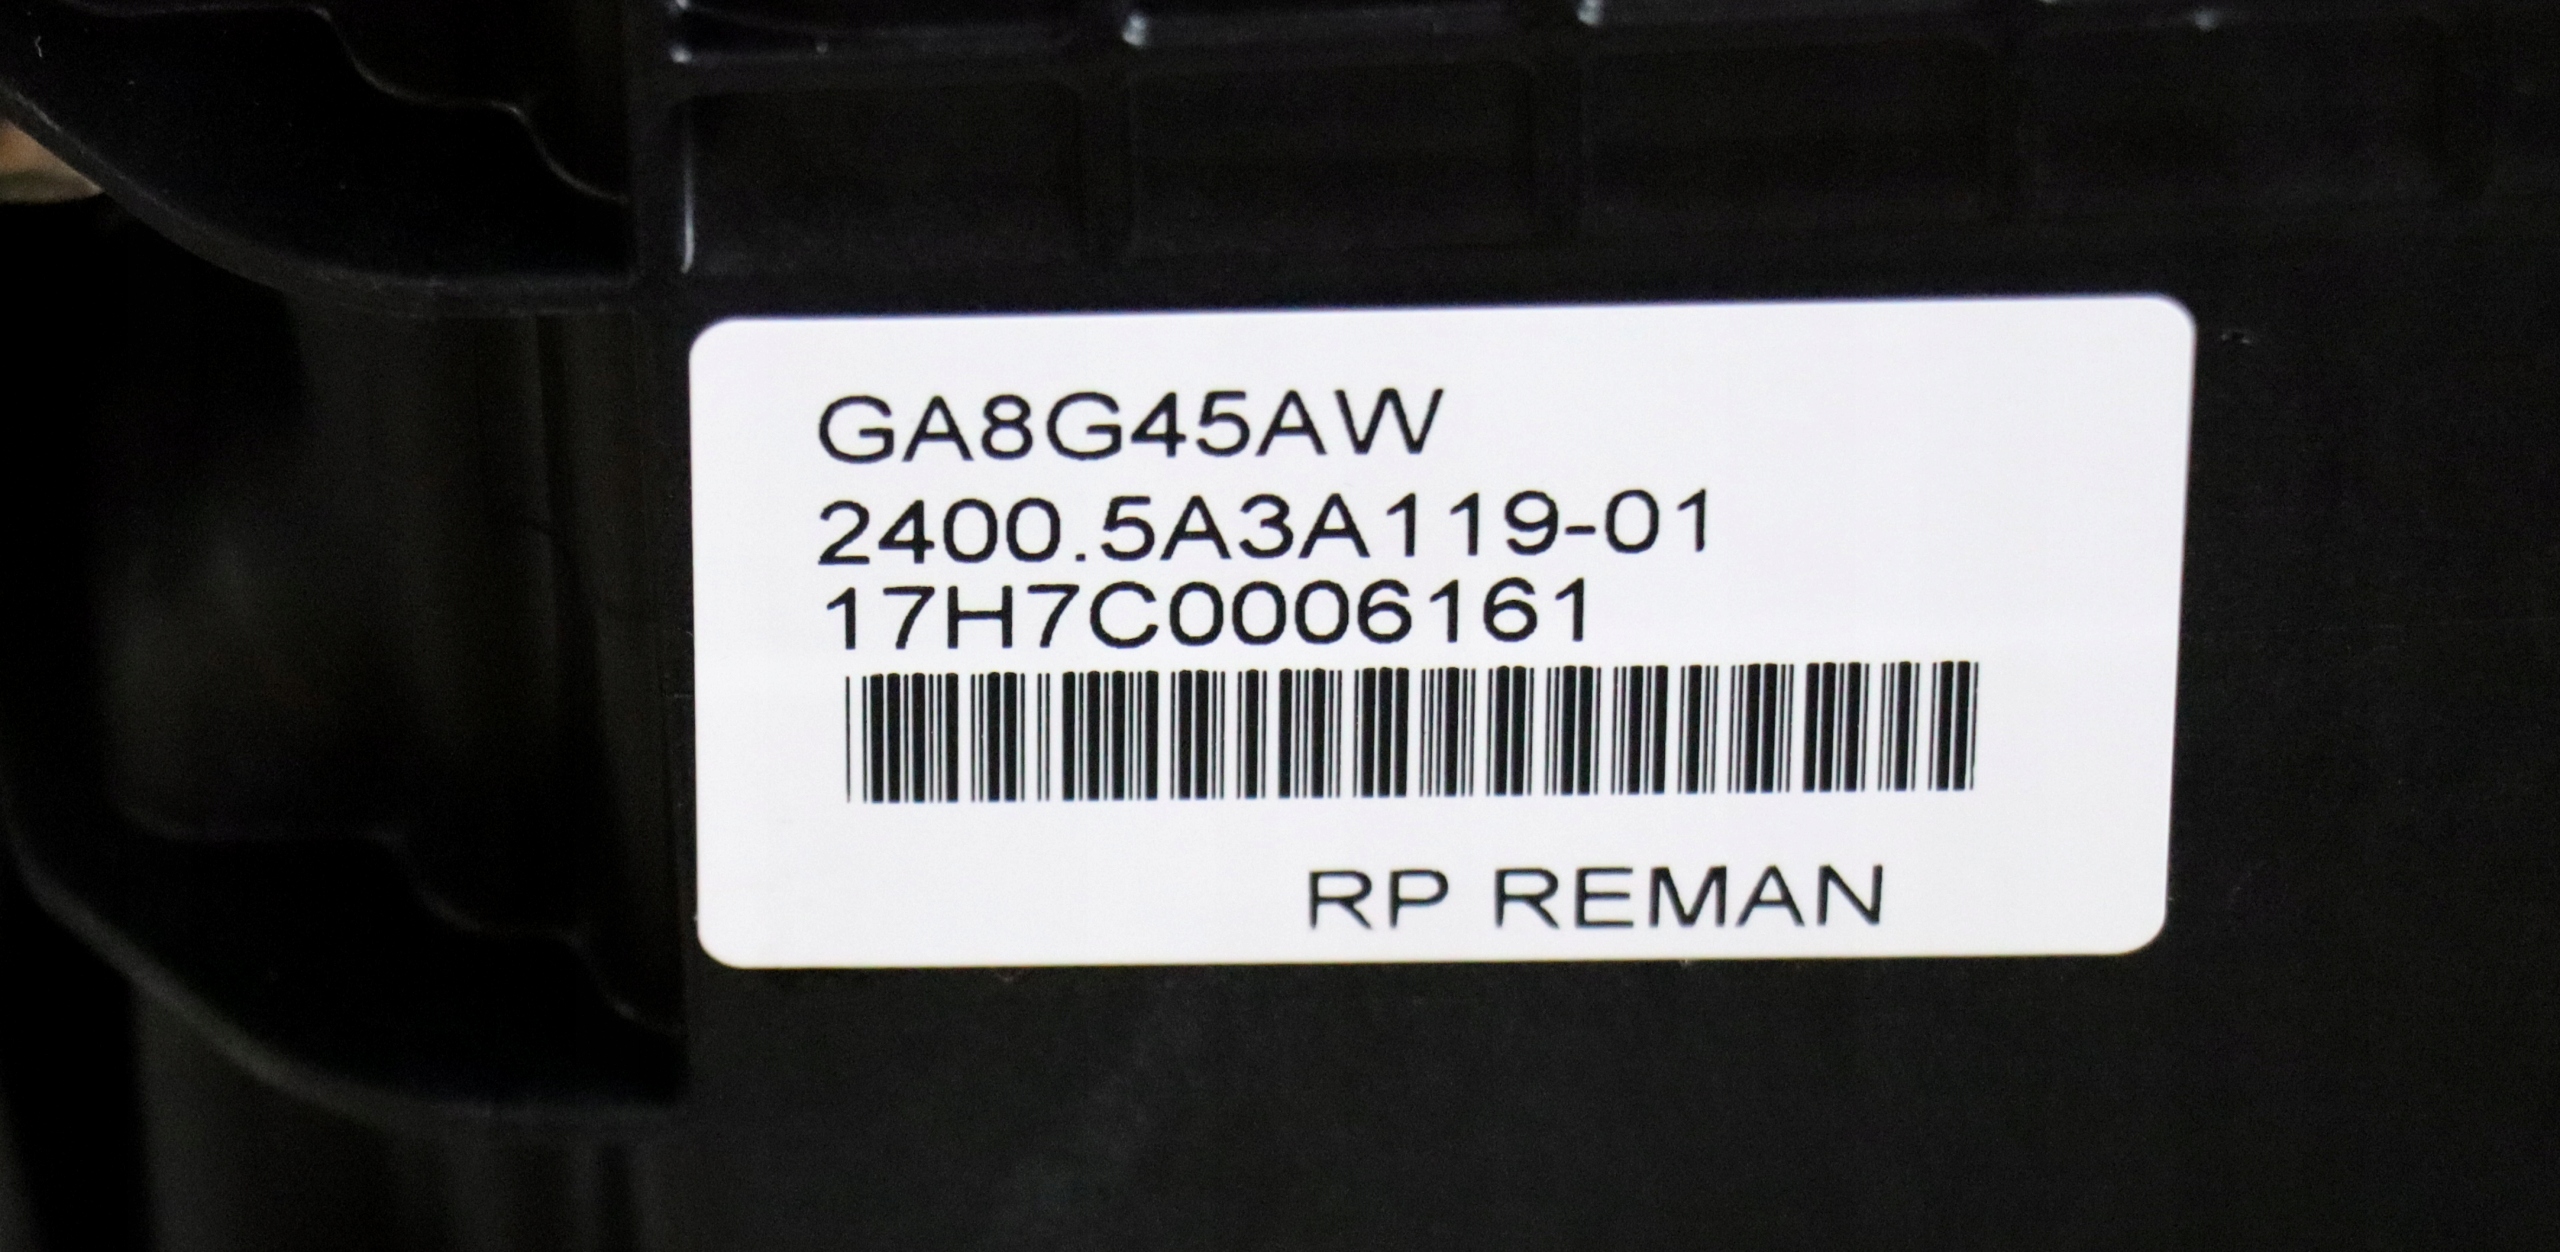 GA8G45AW
2400.5A3A119-01
17H7C0006161
RP REMAN